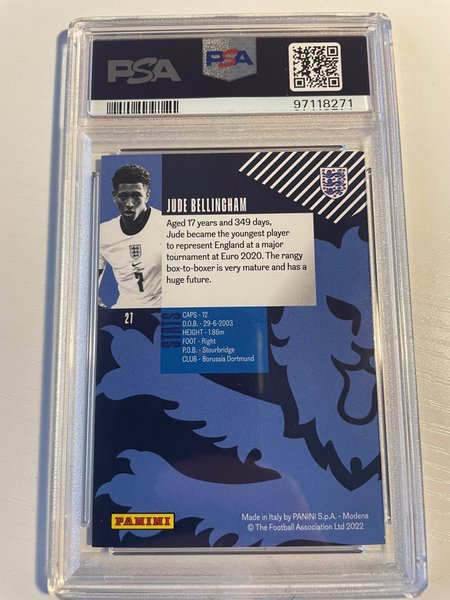 PSA
PSA
97118271
JUDE BELLINGHAM
Aged 17 years and 349 days,
Jude became the youngest player
to represent England at a major
tournament at Euro 2020. The rangy
box-to-boxer is very mature and has a
huge future.
21
STATS
CAPS - 12
D.O.B. - 29-6-2003
HEIGHT - 1.86m
FOOT - Right
P.O.B. - Stourbridge
CLUB - Borussia Dortmund
PANINI
Made in Italy by PANINI S.p.A. - Modena
© The Football Association Ltd 2022